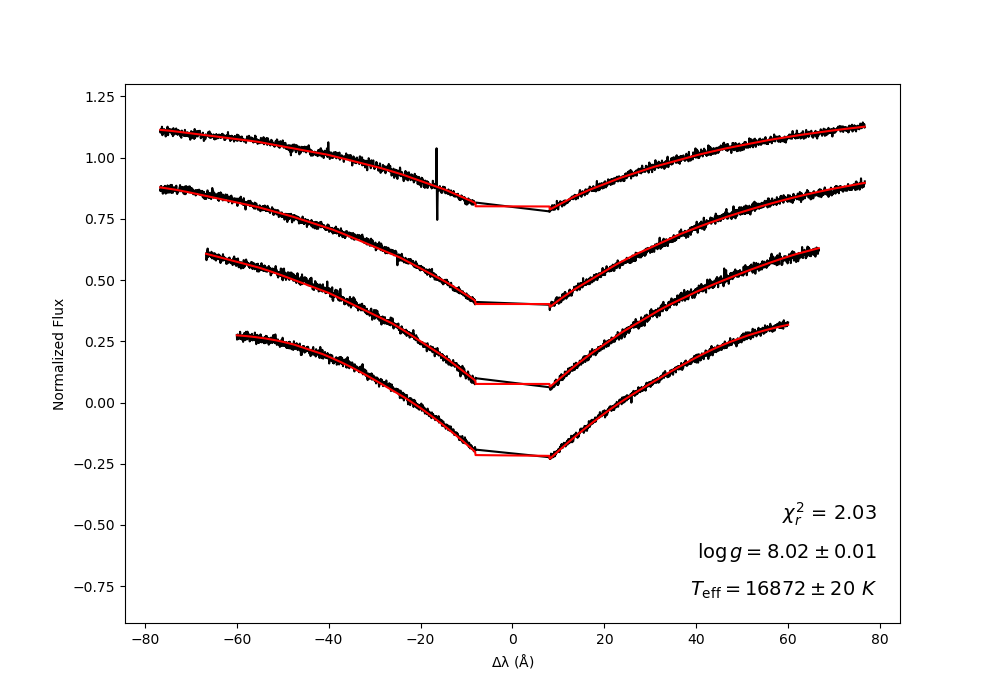 1.25
1.00
0.75
0.50
0.25
0.00
−0.25
−0.50
−0.75
Normalized Flux
χ²ᵣ = 2.03
log g = 8.02 ± 0.01
T_eff = 16872 ± 20 K
−80 −60 −40 −20 0 20 40 60 80
Δλ (Å)